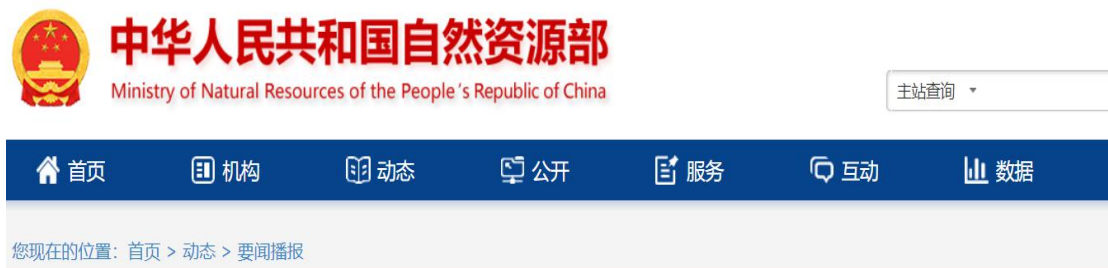 中华人民共和国自然资源部
Ministry of Natural Resources of the People's Republic of China
主站查询
首页 机构 动态 公开 服务 互动 数据
您现在的位置：首页 > 动态 > 要闻播报